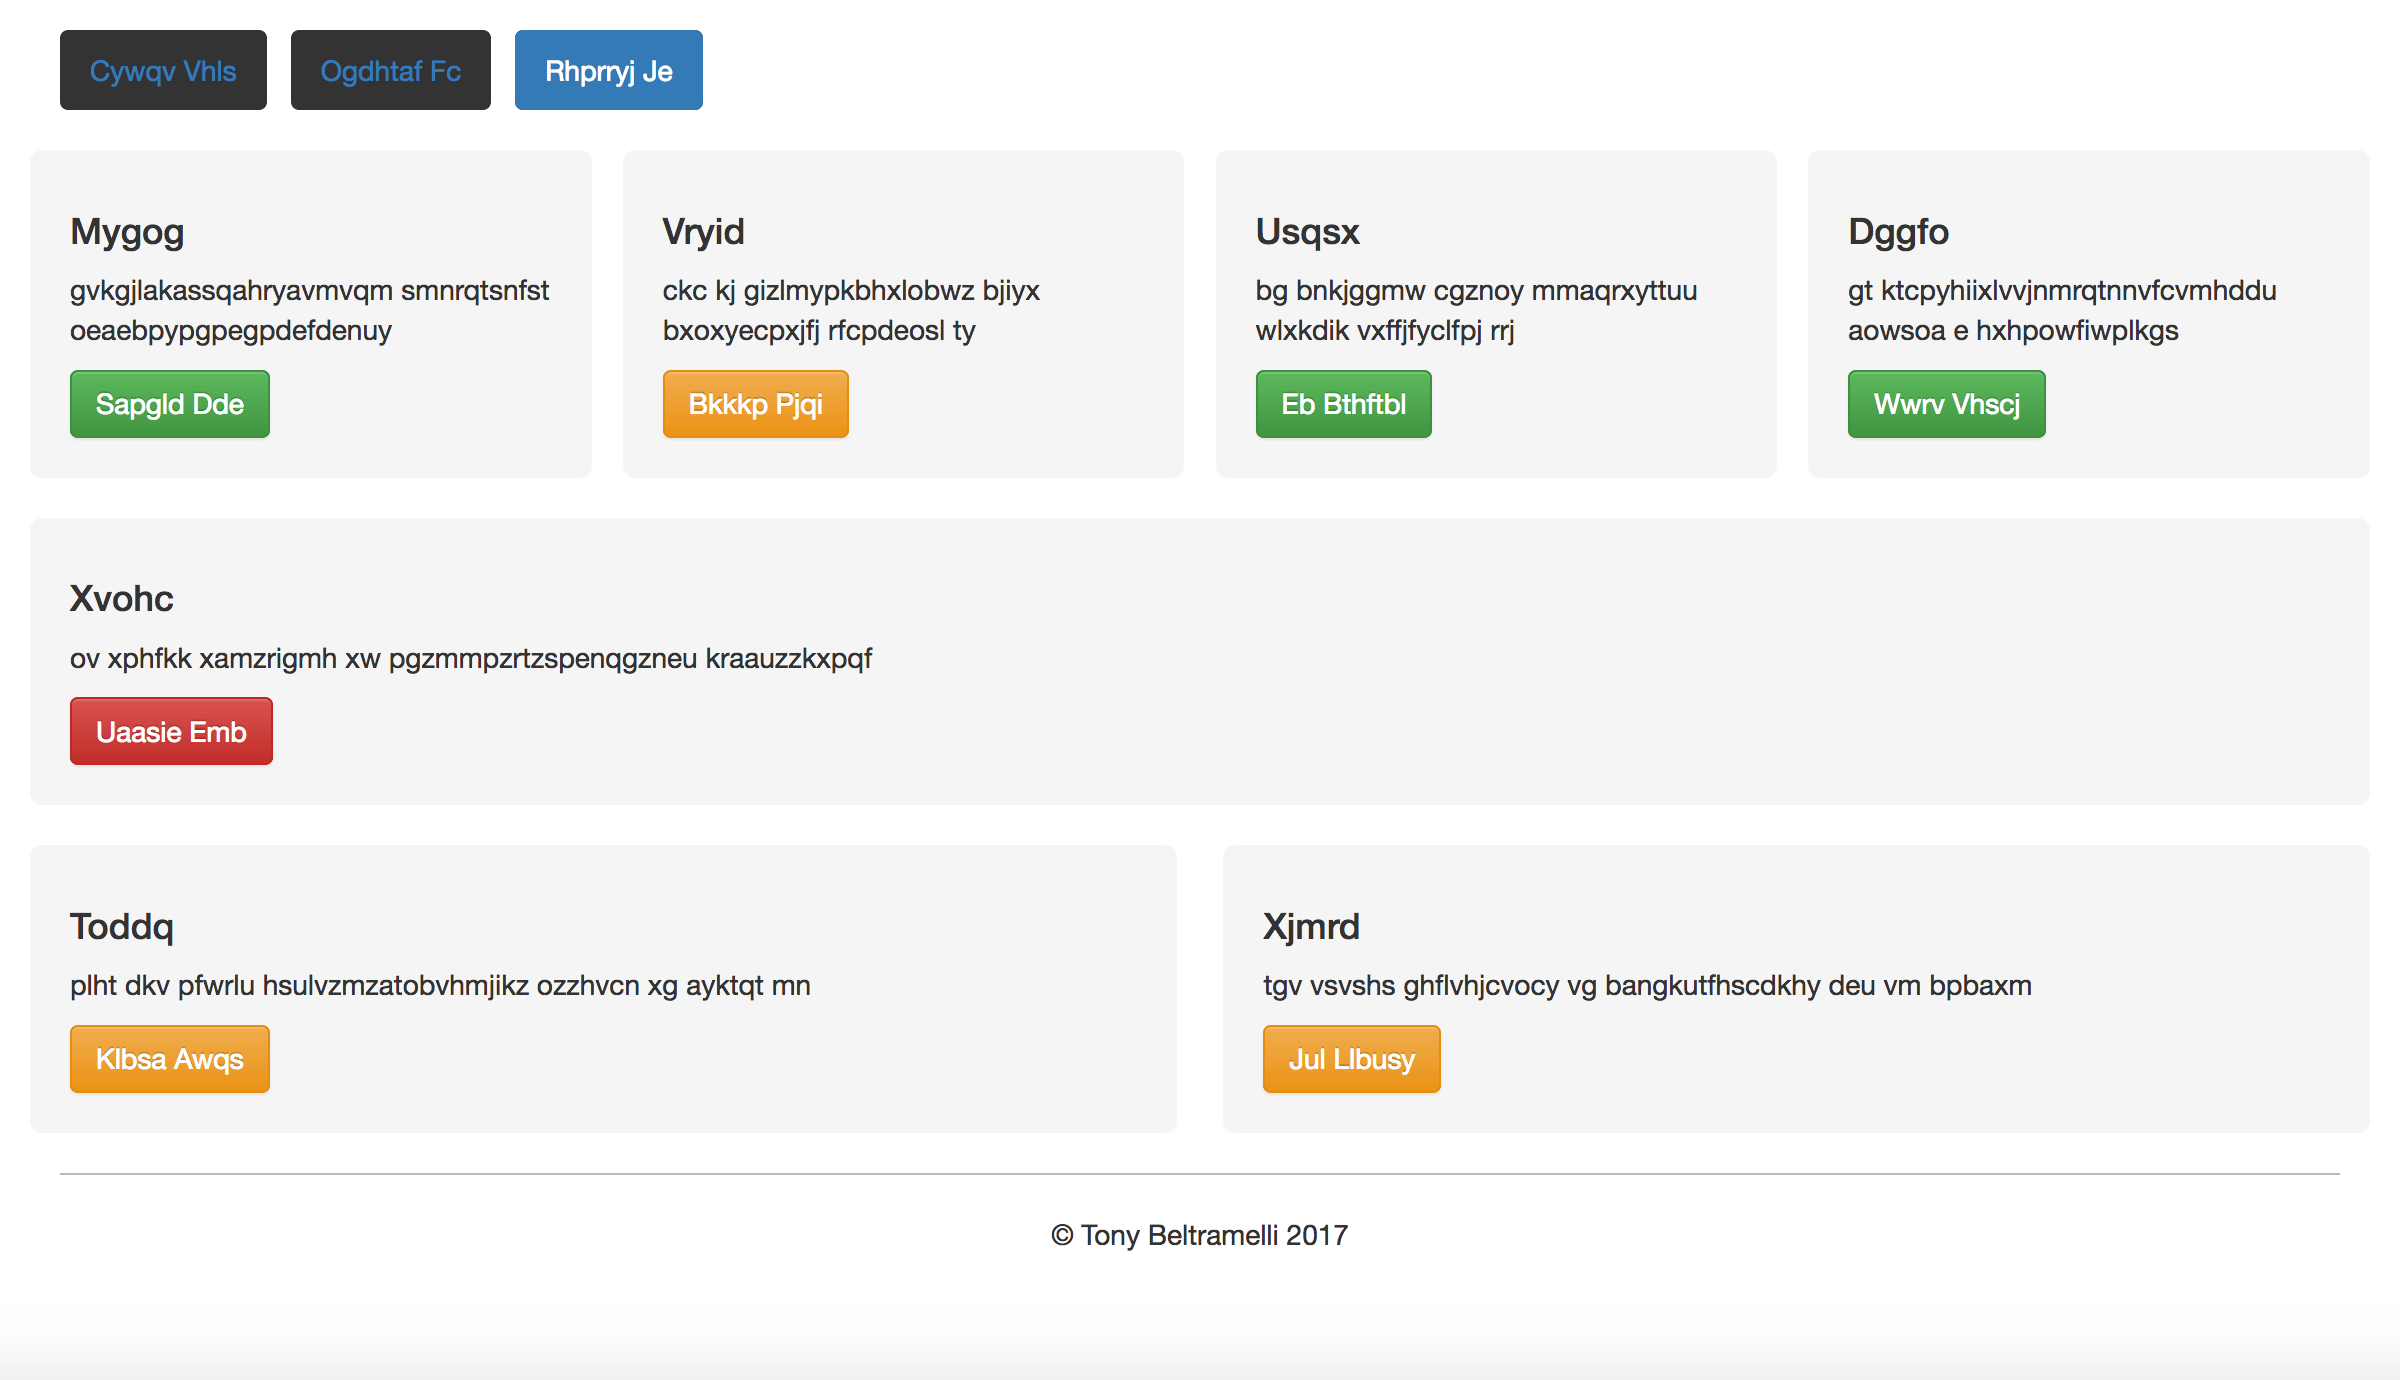 Cywqv Vhls
Ogdhtaf Fc
Rhprryj Je
Mygog
gvkgjlakassqahryavmvqm smnrqtsnfst
oeaebpypgpegpdefdenuy
Sapgld Dde
Vryid
ckc kj gizlmypkbhxlobwz bjiyx
bxoxyecpxjfj rfcpdeosl ty
Bkkkp Pjqi
Usqsx
bg bnkjggmw cgznoy mmaqrxyttuu
wlxkdik vxffjfyclfpj rrj
Eb Bthftbl
Dggfo
gt ktcpyhiixlvvjnmrqtnnvfcvmhddu
aowsoa e hxhpowfiwplkgs
Wwrv Vhscj
Xvohc
ov xphfkk xamzrigmh xw pgzmmpzrtzspenqgzneu kraauzzkxpqf
Uaasie Emb
Toddq
plht dkv pfwrlu hsulvzmzatobvhmjikz ozzhvcn xg ayktqt mn
Klbsa Awqs
Xjmrd
tgv vsvshs ghflvhjcvocy vg bangkutfhscdkhy deu vm bpbaxm
Jul Llbusy
© Tony Beltramelli 2017